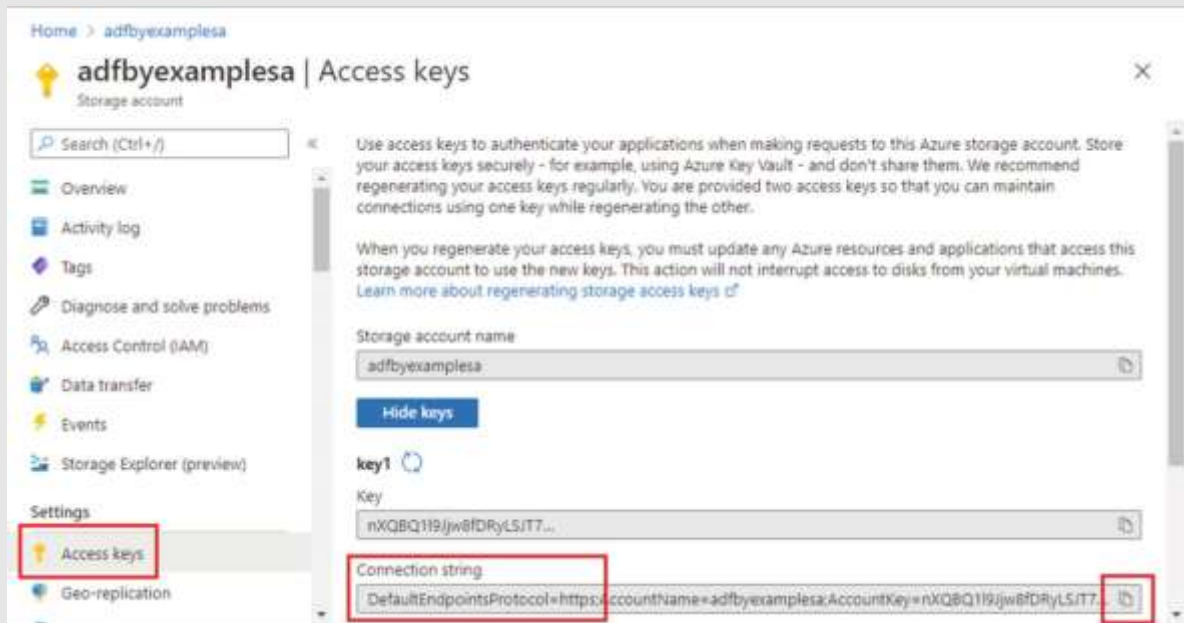 Home > adfbyexamplesa
adfbyexamplesa | Access keys
Storage account
Search (Ctrl+/)
Overview
Activity log
Tags
Diagnose and solve problems
Access Control (IAM)
Data transfer
Events
Storage Explorer (preview)
Settings
Access keys
Geo-replication
Use access keys to authenticate your applications when making requests to this Azure storage account. Store
your access keys securely - for example, using Azure Key Vault - and don't share them. We recommend
regenerating your access keys regularly. You are provided two access keys so that you can maintain
connections using one key while regenerating the other.
When you regenerate your access keys, you must update any Azure resources and applications that access this
storage account to use the new keys. This action will not interrupt access to disks from your virtual machines.
Learn more about regenerating storage access keys
Storage account name
adfbyexamplesa
Hide keys
key1
Key
Connection string
DefaultEndpointsProtocol=https;AccountName=adfbyexamplesa;AccountKey=